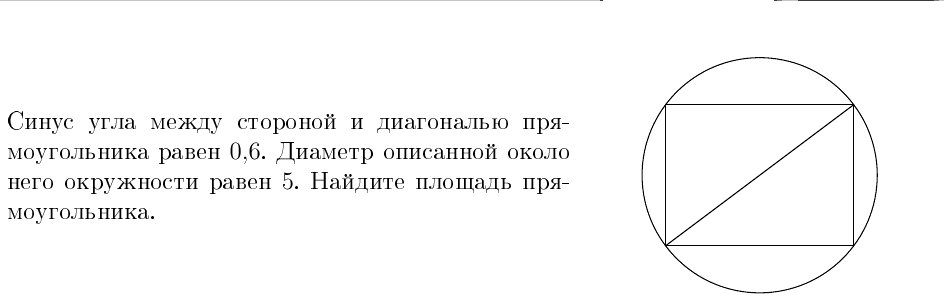 Синус угла между стороной и диагональю пря-
моугольника равен 0,6. Диаметр описанной около
него окружности равен 5. Найдите площадь пря-
моугольника.